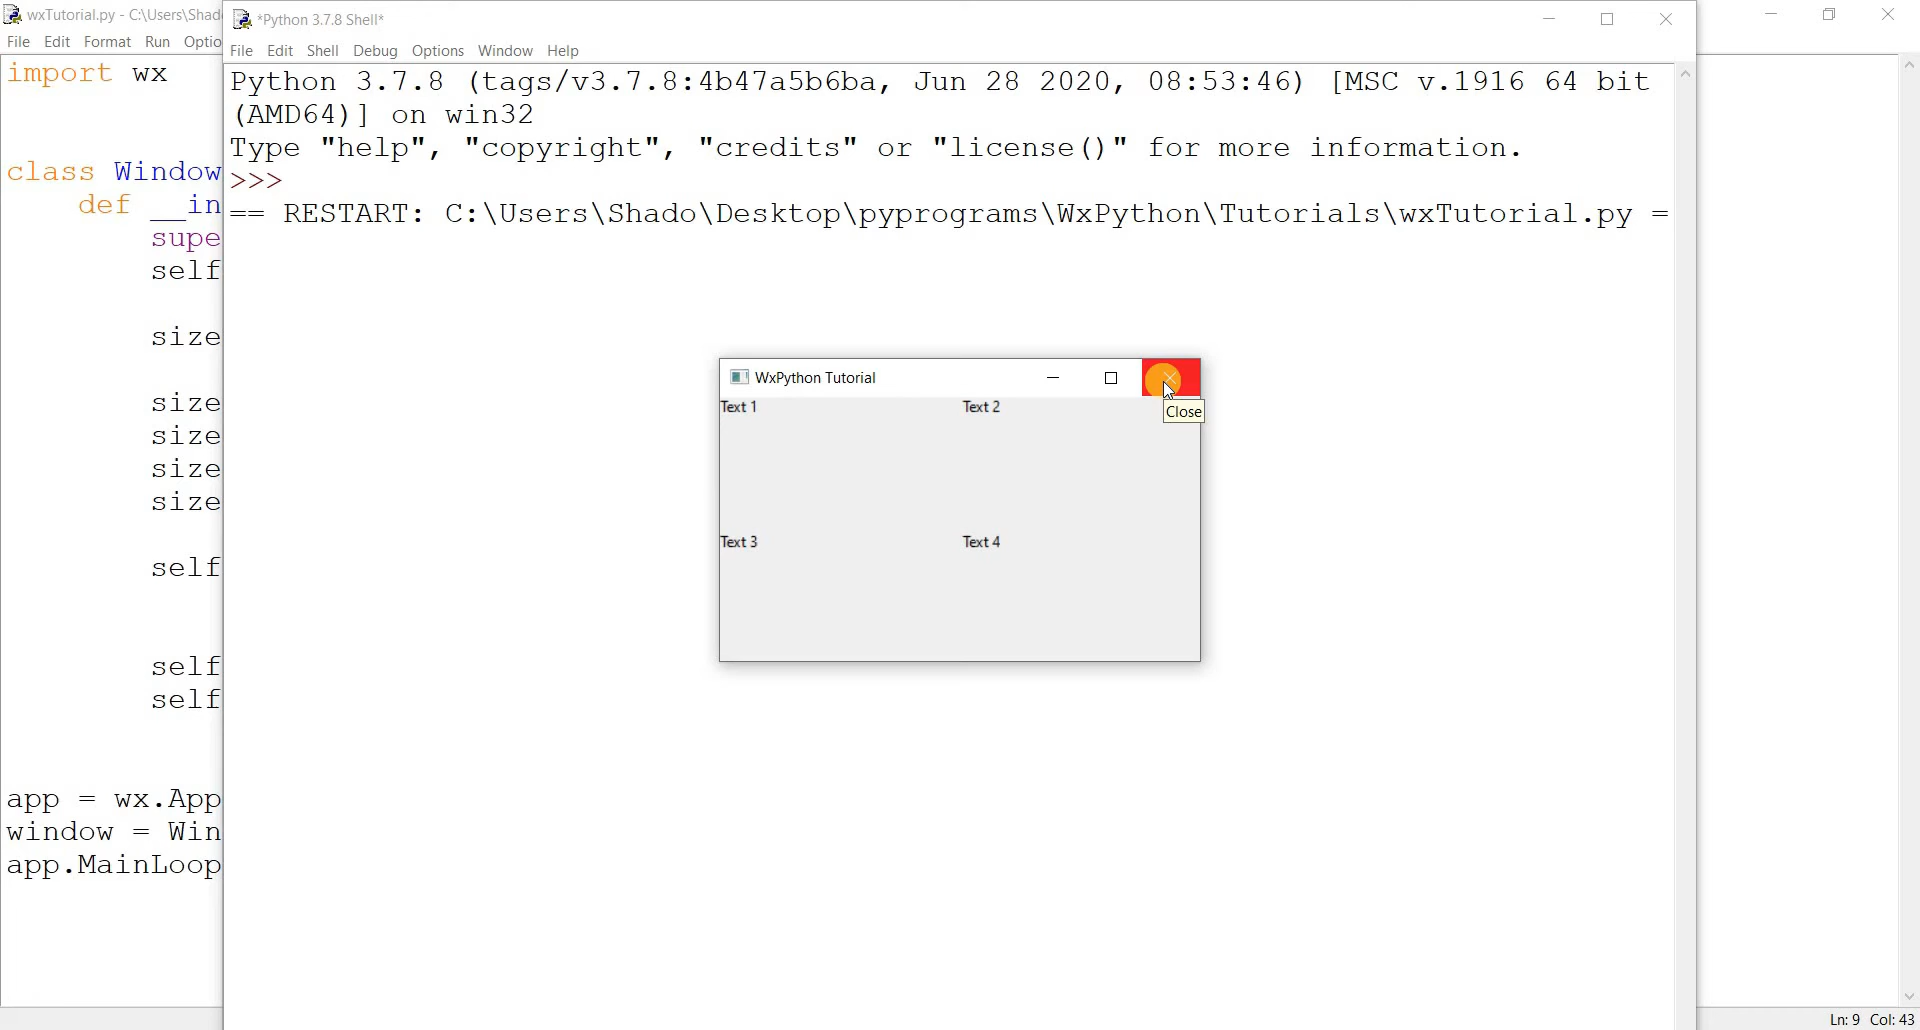 wxTutorial.py - C:\Users\Shad
File Edit Format Run Optio
import wx
class Window
def __in
supe
self
size
size
size
size
size
self
self
self
app = wx.App
window = Win
app.MainLoop
*Python 3.7.8 Shell*
File Edit Shell Debug Options Window Help
Python 3.7.8 (tags/v3.7.8:4b47a5b6ba, Jun 28 2020, 08:53:46) [MSC v.1916 64 bit
(AMD64)] on win32
Type "help", "copyright", "credits" or "license()" for more information.
>>>
== RESTART: C:\Users\Shado\Desktop\pyprograms\WxPython\Tutorials\wxTutorial.py =
WxPython Tutorial
Close
Text 1 Text 2
Text 3 Text 4
Ln: 9 Col: 43